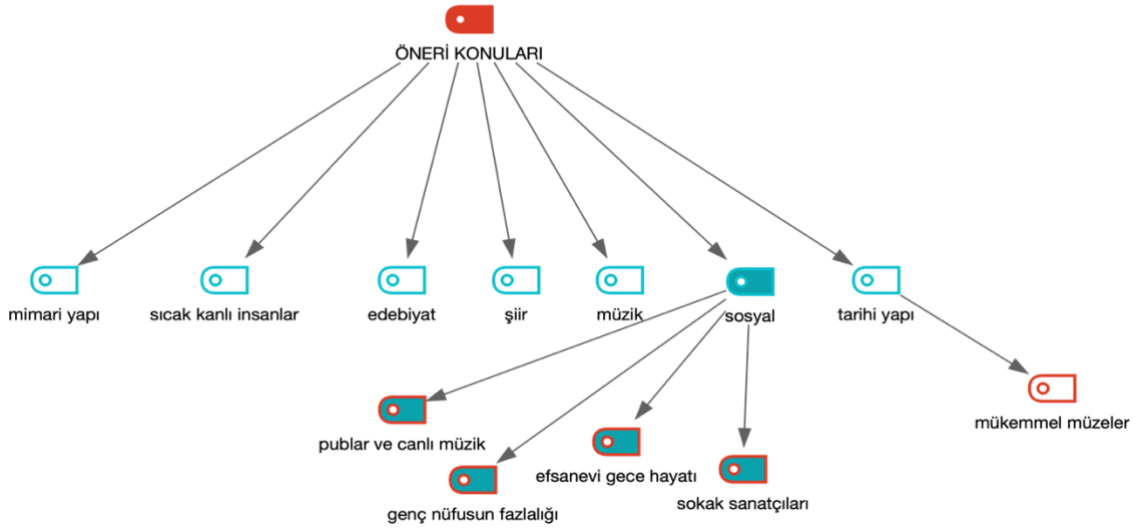 ÖNERİ KONULARI
mimari yapı
sıcak kanlı insanlar
edebiyat
şiir
müzik
sosyal
tarihi yapı
mükemmel müzeler
publar ve canlı müzik
efsanevi gece hayatı
sokak sanatçıları
genç nüfusun fazlalığı